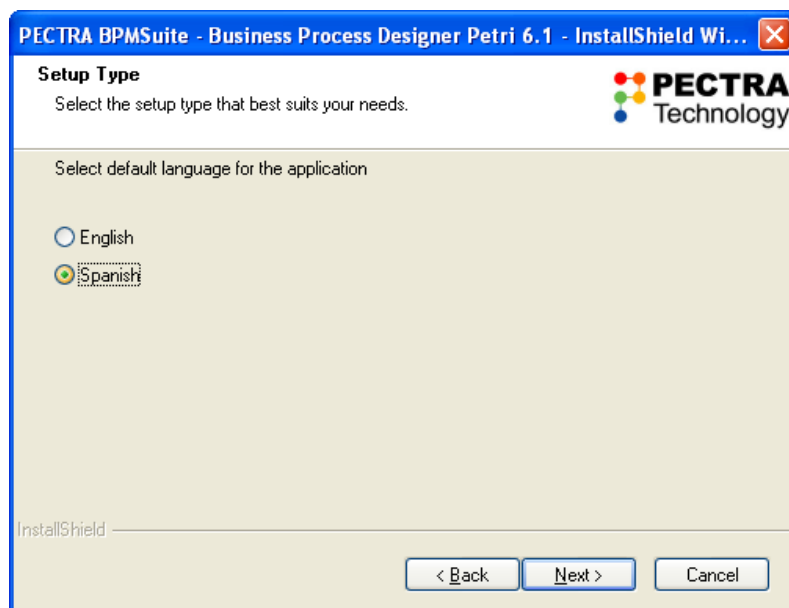 PECTRA BPMSuite - Business Process Designer Petri 6.1 - InstallShield Wi...
Setup Type
Select the setup type that best suits your needs.
PECTRA
Technology
Select default language for the application
English
Spanish
InstallShield
< Back Next > Cancel